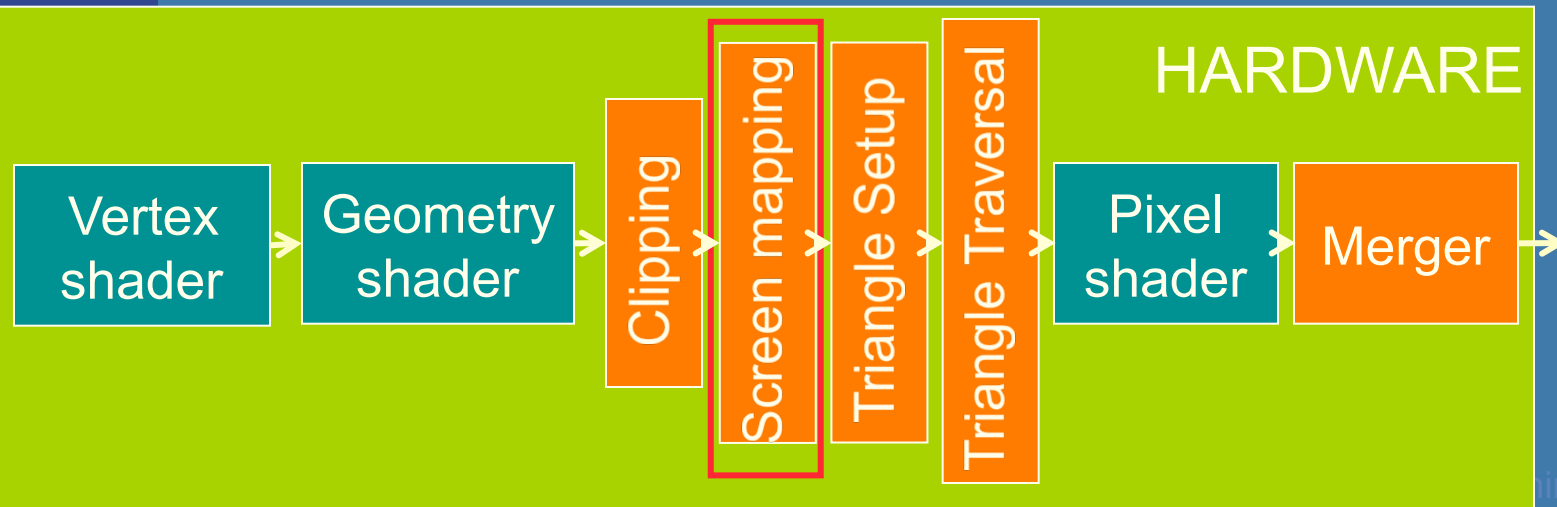 HARDWARE
Vertex
shader
Geometry
shader
Clipping
Screen mapping
Triangle Setup
Triangle Traversal
Pixel
shader
Merger